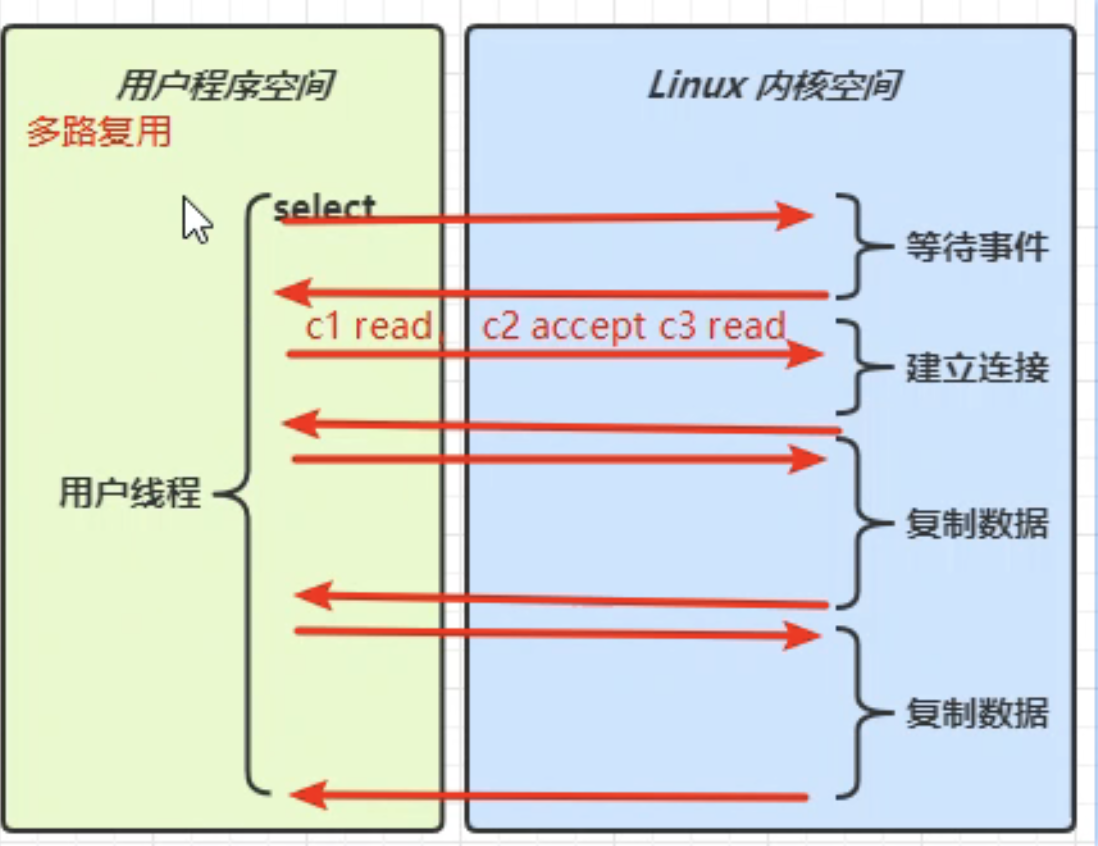 用户程序空间
Linux 内核空间
多路复用
select
等待事件
c1 read, c2 accept c3 read
建立连接
用户线程
复制数据
复制数据